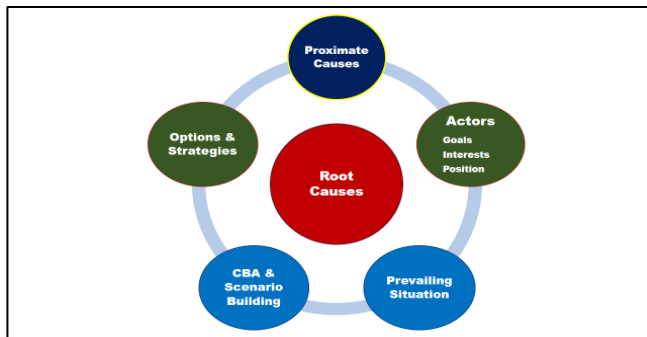 Proximate
Causes
Actors
Goals
Interests
Position
Options &
Strategies
Root
Causes
CBA &
Scenario
Building
Prevailing
Situation